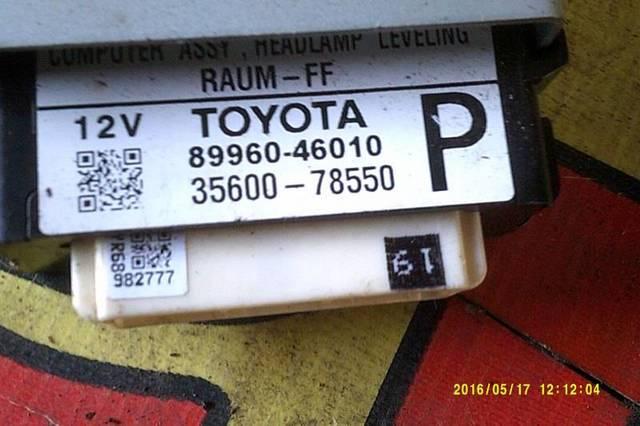 COMPUTER ASSY , HEADLAMP LEVELING
RAUM-FF
12V TOYOTA P
89960-46010
35600-78550
982777
61
2016/05/17 12:12:04